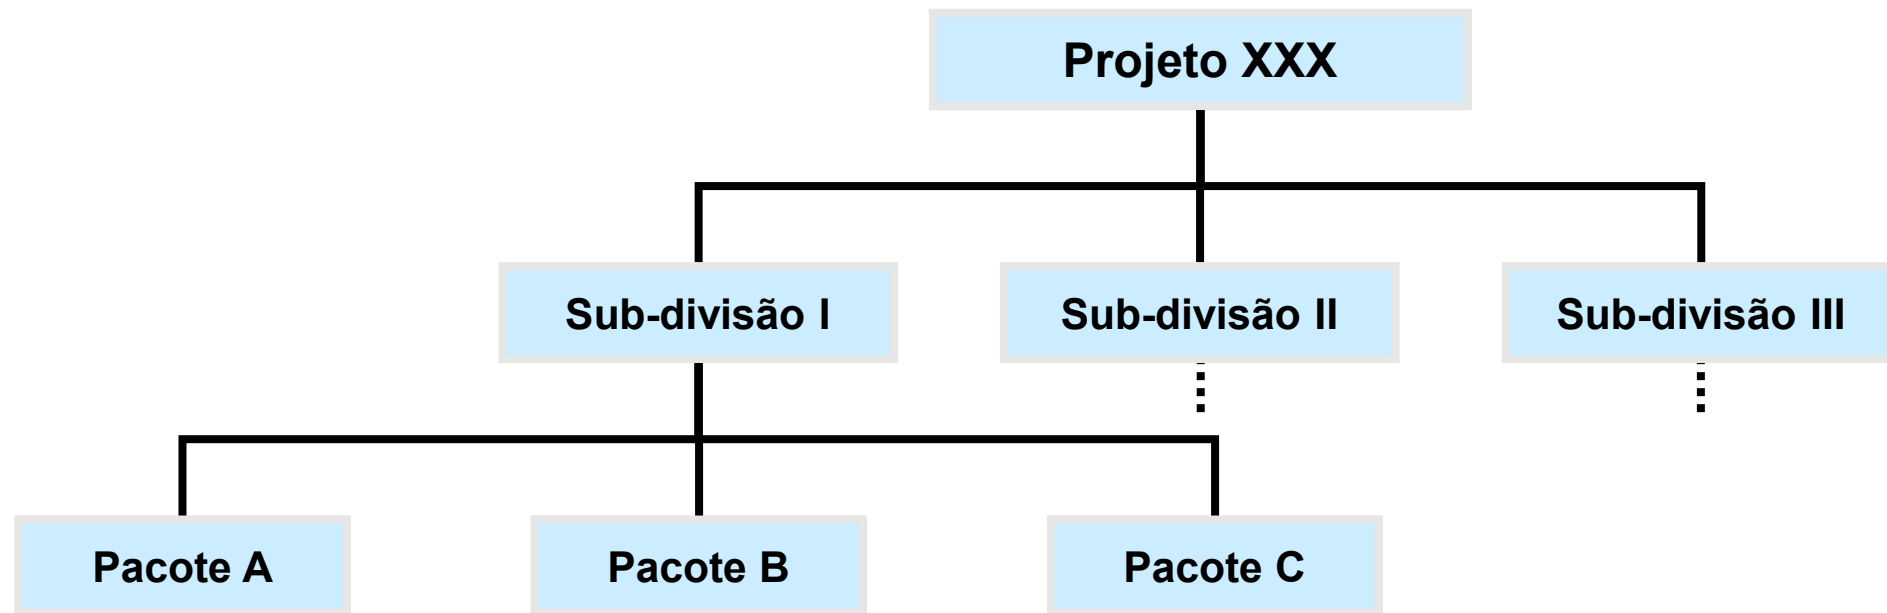 Projeto XXX
Sub-divisão I
Sub-divisão II
Sub-divisão III
Pacote A
Pacote B
Pacote C